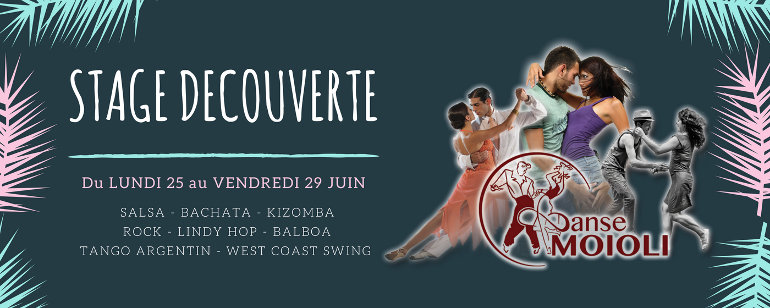 STAGE DECOUVERTE
Du LUNDI 25 au VENDREDI 29 JUIN
SALSA - BACHATA - KIZOMBA
ROCK - LINDY HOP - BALBOA
TANGO ARGENTIN - WEST COAST SWING
Danse
MOIOLI